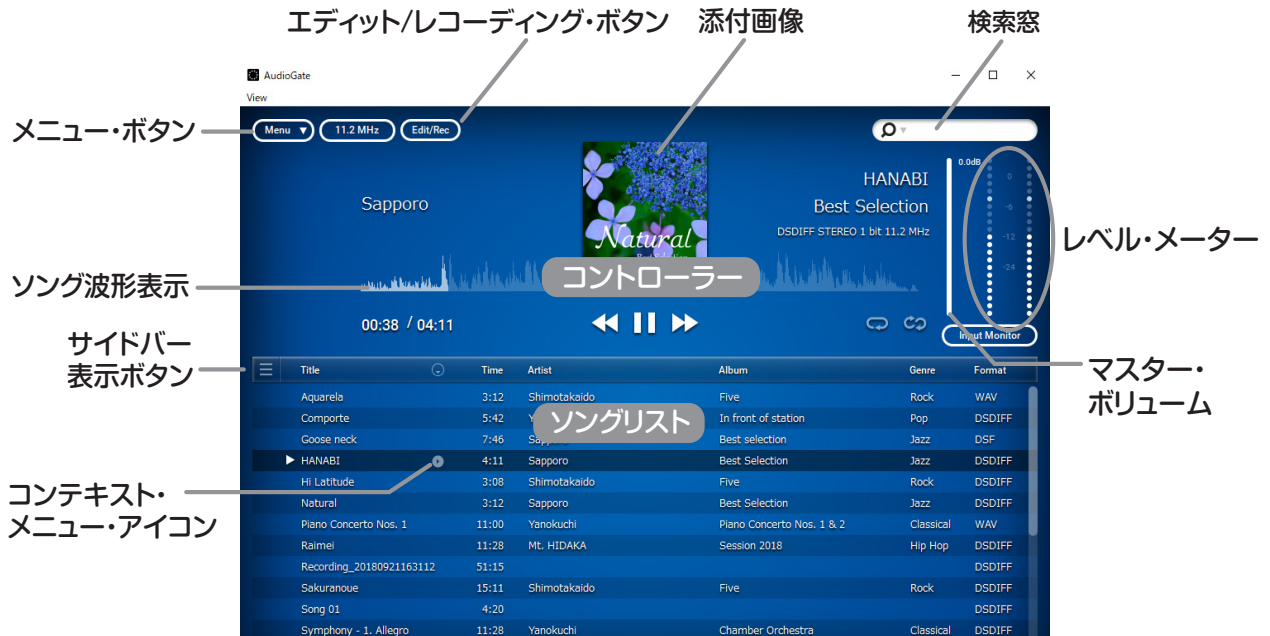 エディット/レコーディング・ボタン 添付画像 検索窓
AudioGate
View
メニュー・ボタン
Menu 11.2 MHz Edit/Rec
Sapporo
Natural
HANABI
Best Selection
DSDIFF STEREO 1 bit 11.2 MHz
0.0dB
0
-6
-12
-24
レベル・メーター
コントローラー
ソング波形表示
00:38 / 04:11
Input Monitor
サイドバー
表示ボタン
マスター・
ボリューム
Title Time Artist Album Genre Format
Aquarela 3:12 Shimotakaido Five Rock WAV
Comporte 5:42 In front of station Pop DSDIFF
ソングリスト
Goose neck 7:46 Best selection Jazz DSF
HANABI 4:11 Sapporo Best Selection Jazz DSDIFF
Hi Latitude 3:08 Shimotakaido Five Rock DSDIFF
コンテキスト・
メニュー・アイコン
Natural 3:12 Sapporo Best Selection Jazz DSDIFF
Piano Concerto Nos. 1 11:00 Yanokuchi Piano Concerto Nos. 1 & 2 Classical WAV
Raimei 11:28 Mt. HIDAKA Session 2018 Hip Hop DSDIFF
Recording_20180921163112 51:15 DSDIFF
Sakuranoue 15:11 Shimotakaido Five Rock DSDIFF
Song 01 4:20 DSDIFF
Symphony - 1. Allegro 11:28 Yanokuchi Chamber Orchestra Classical DSDIFF